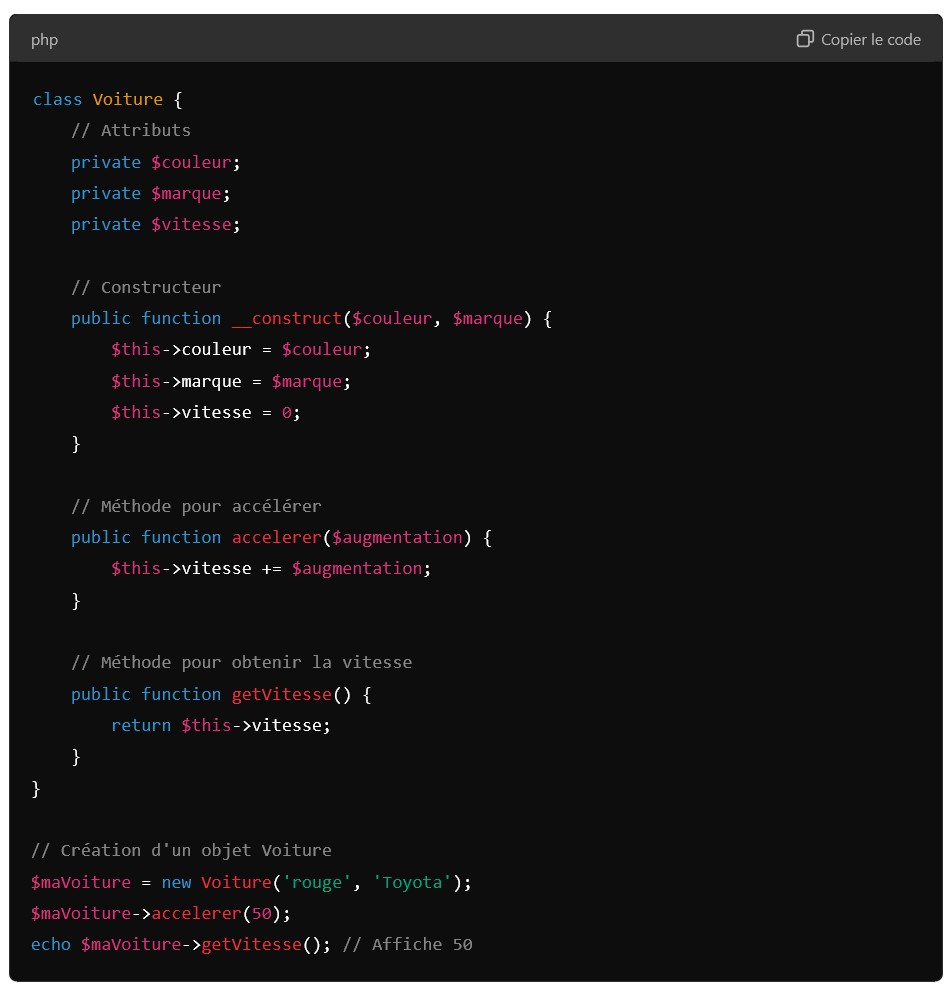 php
Copier le code
class Voiture {
    // Attributs
    private $couleur;
    private $marque;
    private $vitesse;

    // Constructeur
    public function __construct($couleur, $marque) {
        $this->couleur = $couleur;
        $this->marque = $marque;
        $this->vitesse = 0;
    }

    // Méthode pour accélérer
    public function accelerer($augmentation) {
        $this->vitesse += $augmentation;
    }

    // Méthode pour obtenir la vitesse
    public function getVitesse() {
        return $this->vitesse;
    }
}

// Création d'un objet Voiture
$maVoiture = new Voiture('rouge', 'Toyota');
$maVoiture->accelerer(50);
echo $maVoiture->getVitesse(); // Affiche 50